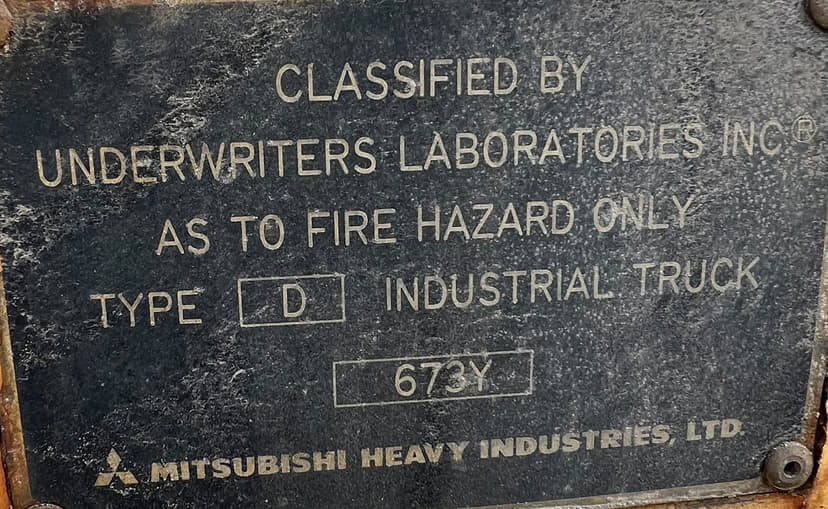 CLASSIFIED BY
UNDERWRITERS LABORATORIES INC.®
AS TO FIRE HAZARD ONLY
TYPE D INDUSTRIAL TRUCK
673Y
MITSUBISHI HEAVY INDUSTRIES, LTD.